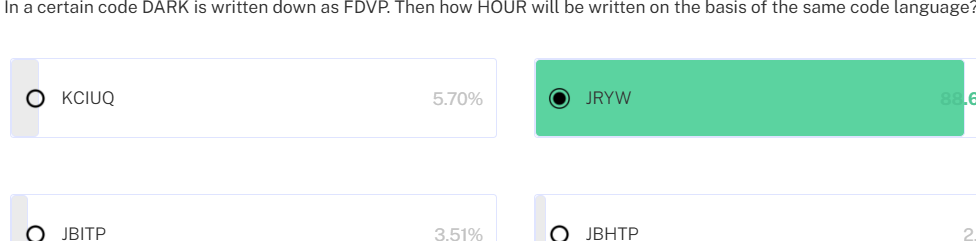 In a certain code DARK is written down as FDVP. Then how HOUR will be written on the basis of the same code language?
KCIUQ 5.70% JRYW 88.6
JBITP 3.51% JBHTP 2.